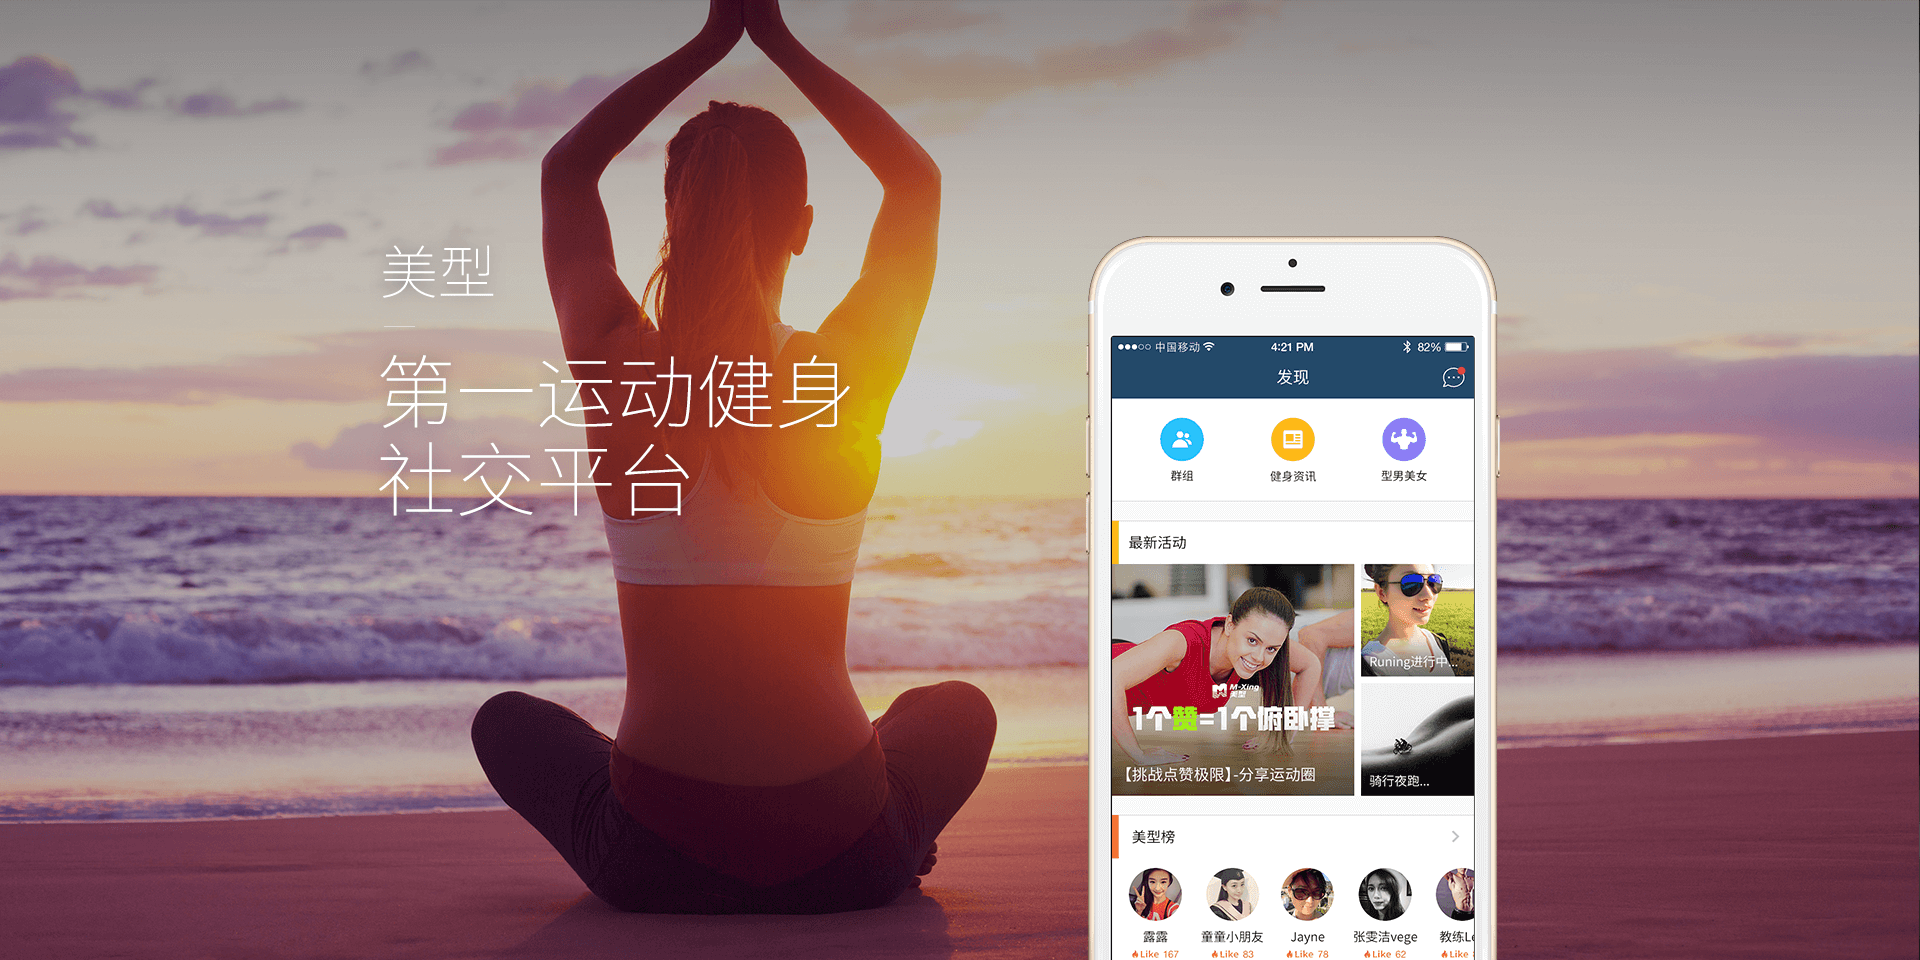 美型
第一运动健身
社交平台
中国移动
4:21 PM
82%
发现
群组
健身资讯
型男美女
最新活动
M-Xing
美型
1个赞=1个俯卧撑
【挑战点赞极限】-分享运动圈
Runing进行中...
骑行夜跑...
美型榜
露露
童童小朋友
Jayne
张雯洁vege
教练Le
Like 167
Like 83
Like 78
Like 62
Like